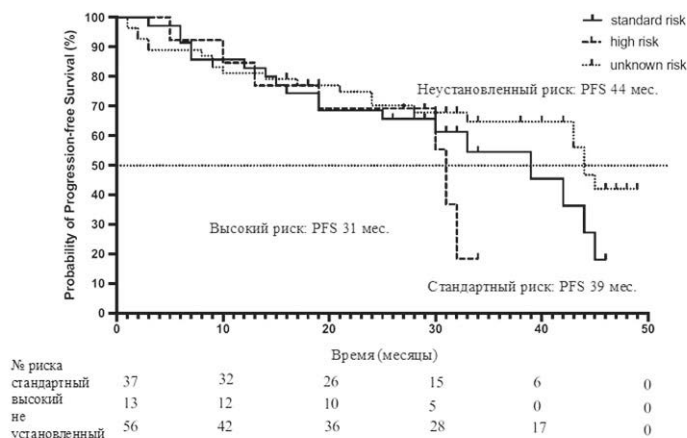 Probability of Progression-free Survival (%)
100
90
80
70
60
50
40
30
20
10
0
standard risk
high risk
unknown risk
Неустановленный риск: PFS 44 мес.
Высокий риск: PFS 31 мес.
Стандартный риск: PFS 39 мес.
0 10 20 30 40 50
Время (месяцы)
№ риска
стандартный 37 32 26 15 6 0
высокий 13 12 10 5 0 0
не
установленный 56 42 36 28 17 0